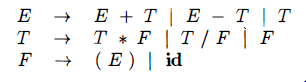 E → E + T | E - T | T
T → T * F | T / F | F
F → ( E ) | id